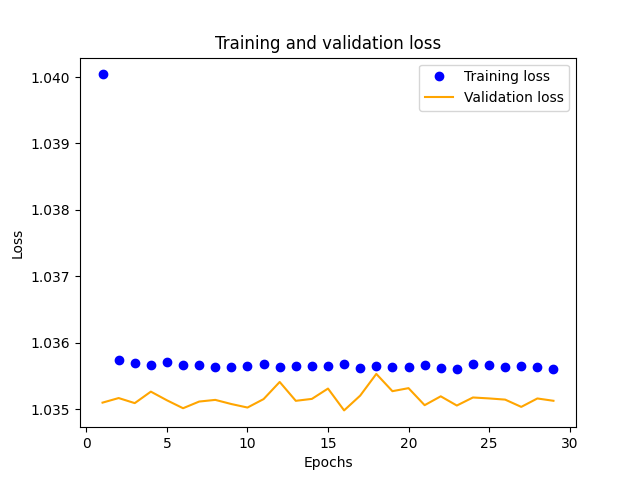 Training and validation loss
Training loss
Validation loss
1.040
1.039
1.038
1.037
1.036
1.035
Loss
0 5 10 15 20 25 30
Epochs